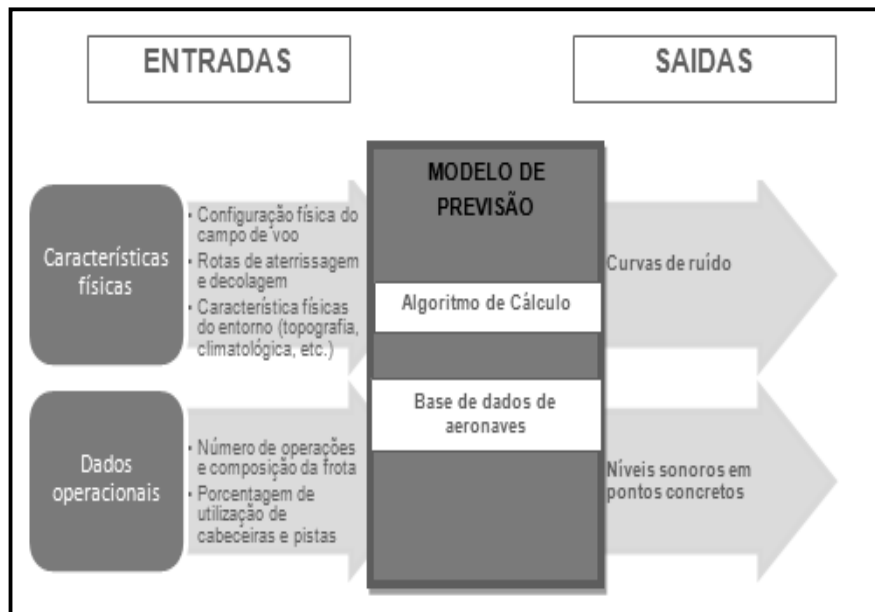 ENTRADAS
SAIDAS
MODELO DE
PREVISÃO
Características
físicas
• Configuração física do
campo de voo
• Rotas de aterrissagem
e decolagem
• Característica físicas
do entorno (topografia,
climatológica, etc.)
Algoritmo de Cálculo
Curvas de ruído
Base de dados de
aeronaves
Dados
operacionais
• Número de operações
e composição da frota
• Porcentagem de
utilização de
cabeceiras e pistas
Níveis sonoros em
pontos concretos